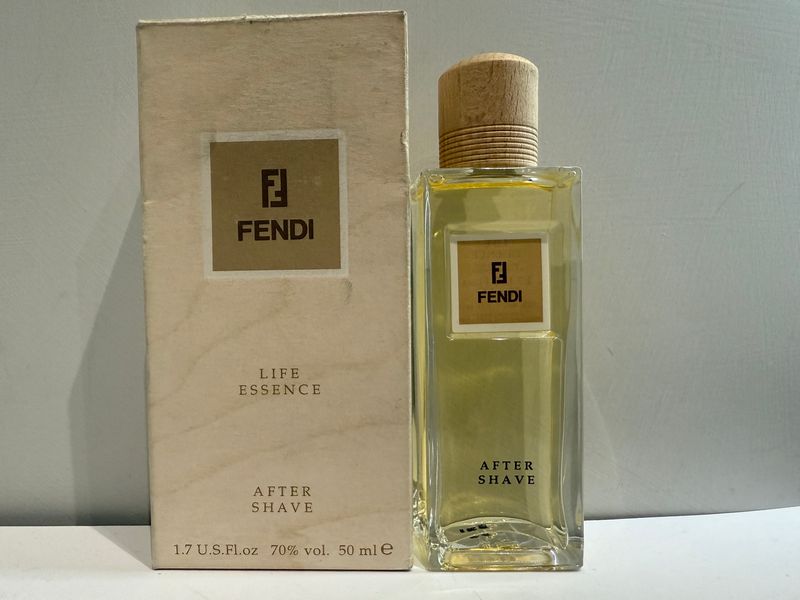 FENDI
LIFE
ESSENCE
AFTER
SHAVE
1.7 U.S.Fl.oz 70% vol. 50 ml ℮
FENDI
AFTER
SHAVE